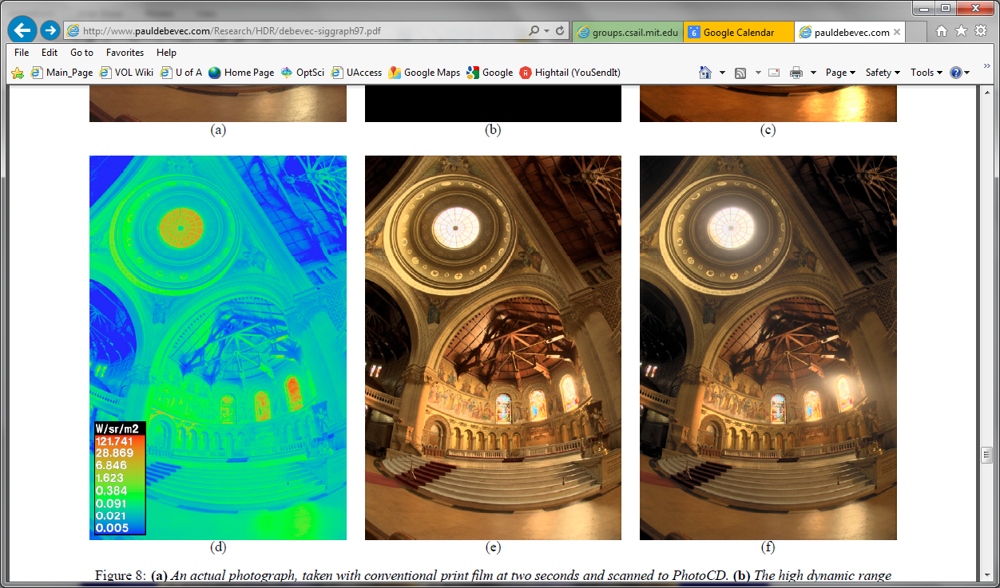 http://www.pauldebevec.com/Research/HDR/debevec-siggraph97.pdf
groups.csail.mit.edu
6 Google Calendar
pauldebevec.com
File Edit Go to Favorites Help
Main_Page VOL Wiki U of A Home Page OptSci UAccess Google Maps Google Hightail (YouSendIt) Page Safety Tools
(a) (b) (c)
W/sr/m2
121.741
28.869
6.846
1.623
0.384
0.091
0.021
0.005
(d) (e) (f)
Figure 8: (a) An actual photograph, taken with conventional print film at two seconds and scanned to PhotoCD. (b) The high dynamic range